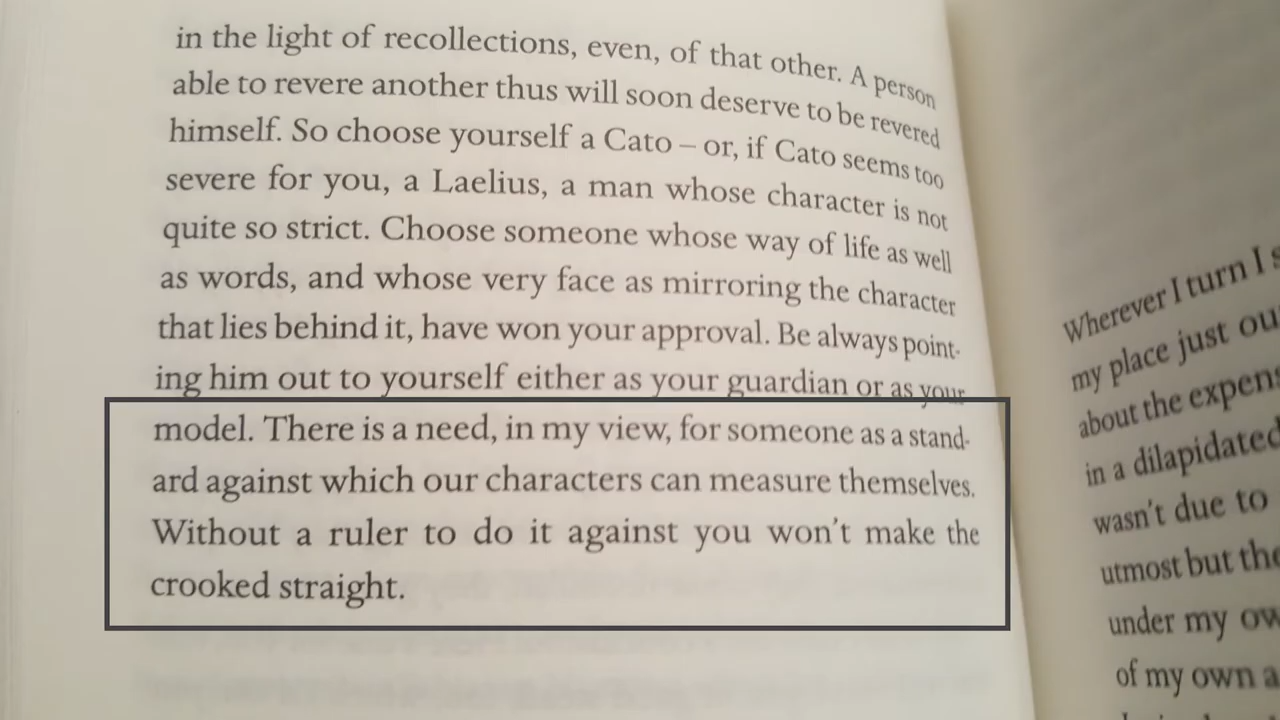 in the light of recollections, even, of that other. A person
able to revere another thus will soon deserve to be revered
himself. So choose yourself a Cato – or, if Cato seems too
severe for you, a Laelius, a man whose character is not
quite so strict. Choose someone whose way of life as well
as words, and whose very face as mirroring the character
that lies behind it, have won your approval. Be always point-
ing him out to yourself either as your guardian or as your
model. There is a need, in my view, for someone as a stand-
ard against which our characters can measure themselves.
Without a ruler to do it against you won't make the
crooked straight.
Wherever I turn I
my place just
about the
in a dilapidated
wasn't due to
utmost but the
under my
of my own